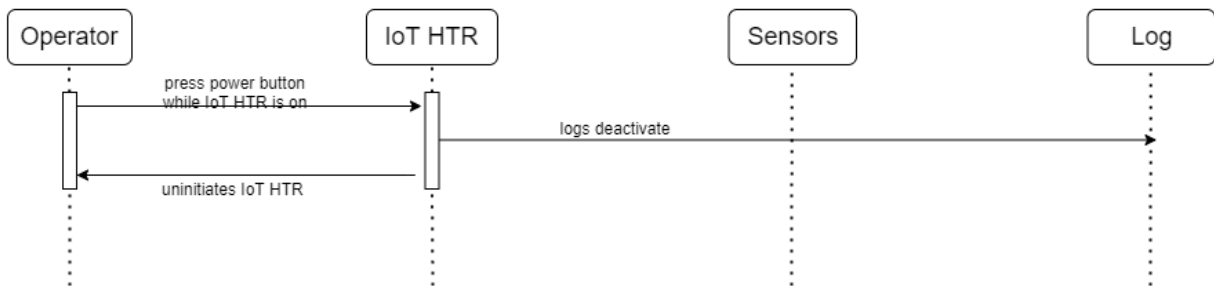 Operator
IoT HTR
Sensors
Log
press power button
while IoT HTR is on
logs deactivate
uninitiates IoT HTR